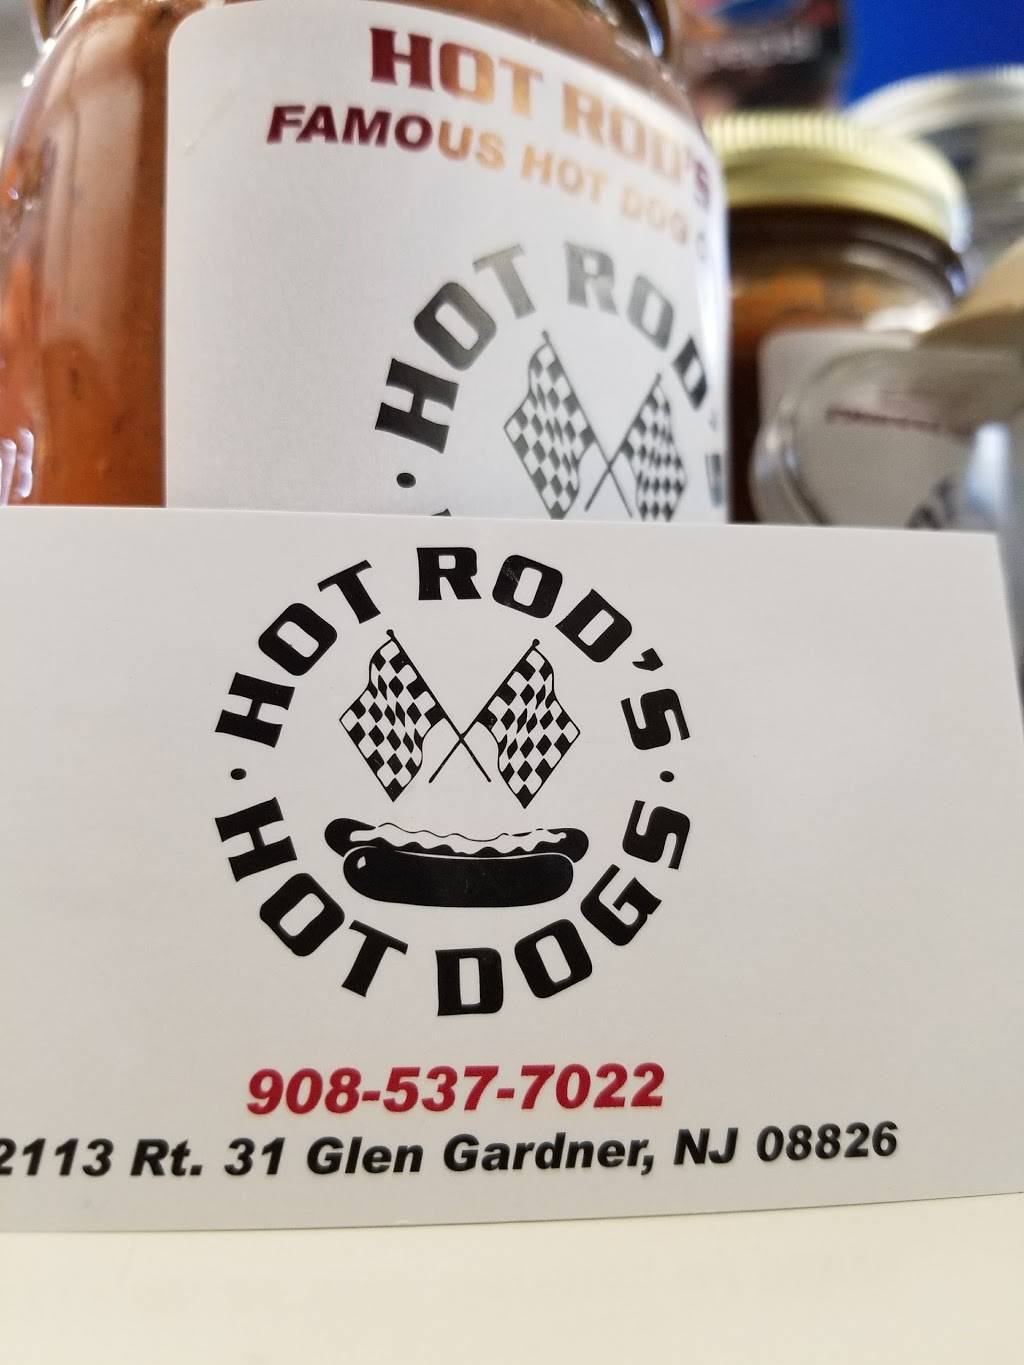 HOT ROD'S
FAMOUS HOT DOG
HOT ROD'S
HOT ROD'S
HOT DOGS
908-537-7022
2113 Rt. 31 Glen Gardner, NJ 08826